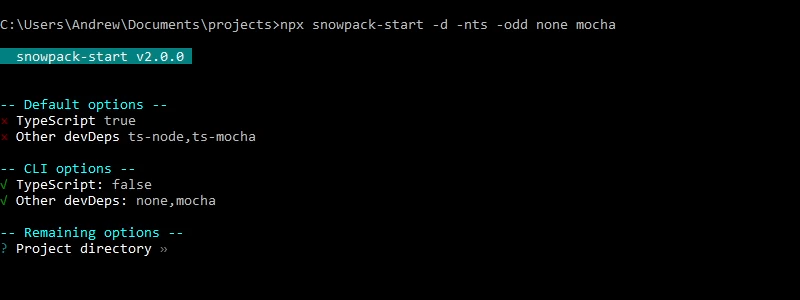 C:\Users\Andrew\Documents\projects>npx snowpack-start -d -nts -odd none mocha
snowpack-start v2.0.0
-- Default options --
× TypeScript true
× Other devDeps ts-node,ts-mocha
-- CLI options --
√ TypeScript: false
√ Other devDeps: none,mocha
-- Remaining options --
? Project directory »